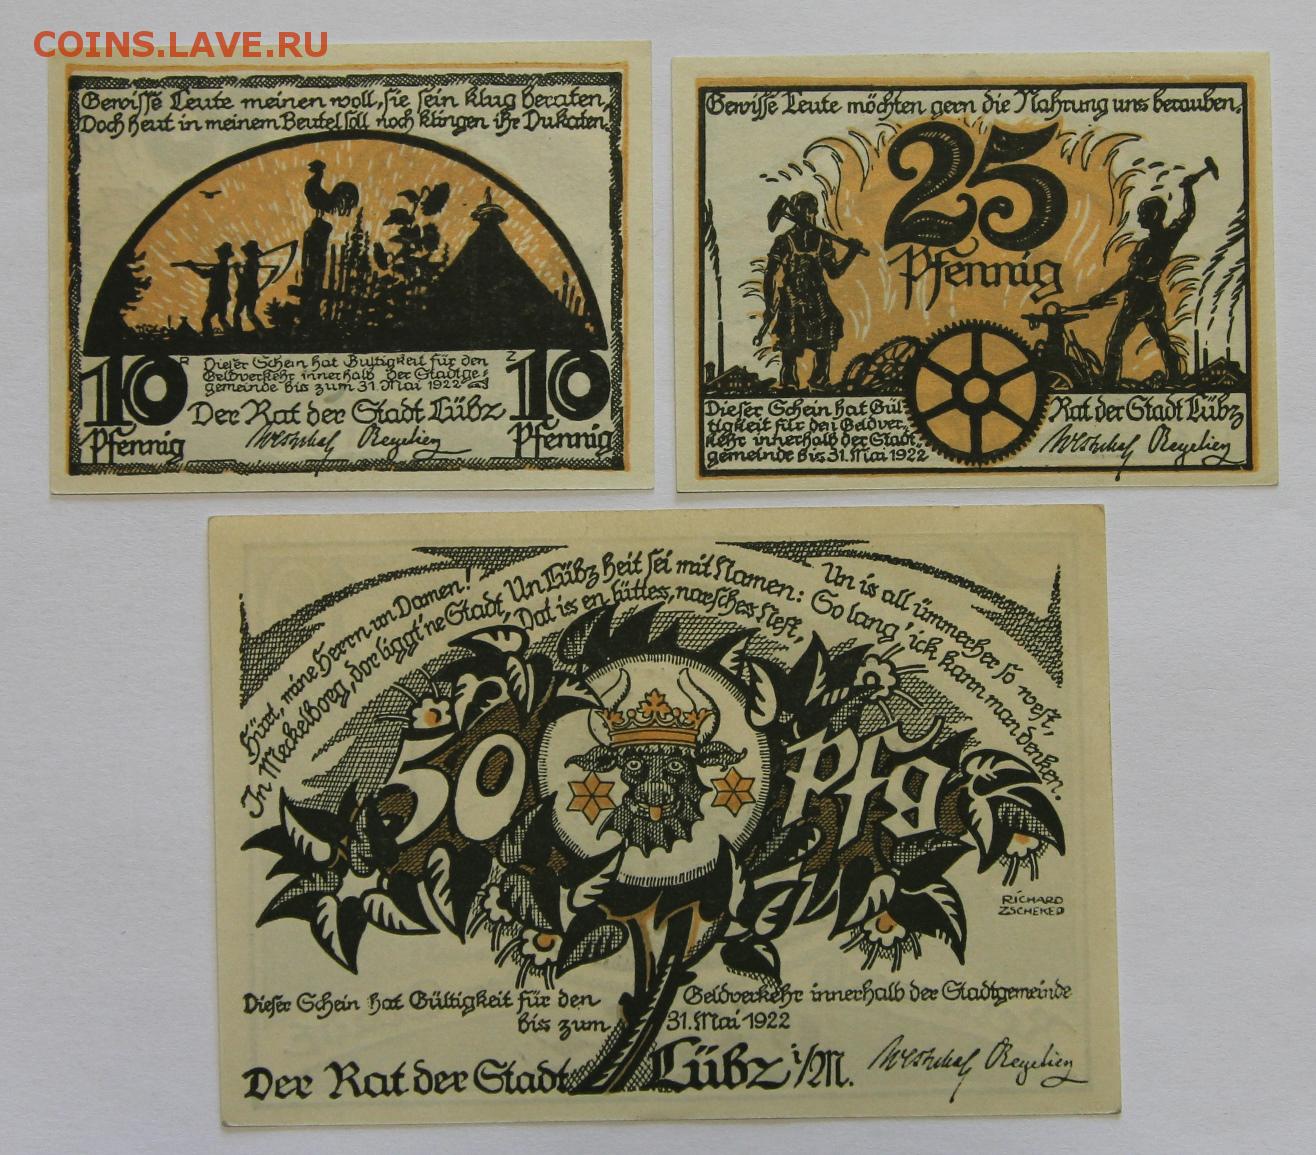 COINS.LAVE.RU
Gewisse Leute meinen woll, sie sein klug beraten,
Doch heut in meinem Beutel soll noch klingen ihr Dukaten.
10
Pfennig
R
Dieser Schein hat Gültigkeit für den
Geldverkehr innerhalb der Stadtge-
gemeinde bis zum 31 Mai 1922
Der Rat der Stadt Lübz
Z
10
Pfennig
Gewisse Leute möchten gern die Nahrung uns berauben.
25
Pfennig
Dieser Schein hat Gül-
tigkeit für den Geldver,
kehr innerhalb der Stadt,
gemeinde bis 31. Mai 1922
Rat der Stadt Lübz
Hüret, mine Herrn un Damen!
In Meckelborg, dor liggt 'ne Stadt,
Un Lübz heit sei mit Namen:
Dat is en lüttes, narsches Nest,
Un is all ümmerher so west,
So lang' ick kann man denken.
50 Pfg
RICHARD
ZSCHEKED
Dieser Schein hat Gültigkeit für den Geldverkehr innerhalb der Stadtgemeinde
bis zum 31. Mai 1922
Der Rat der Stadt Lübz i/M.